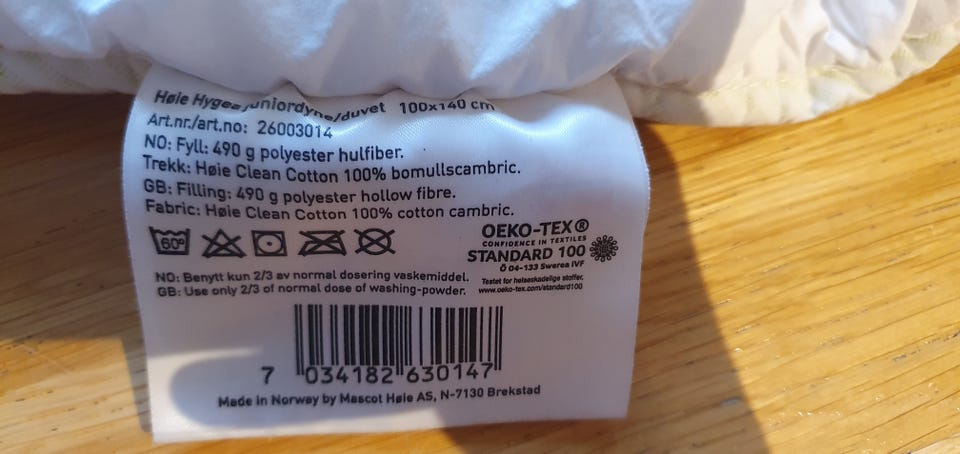 Høie Hygea juniordyne/duvet 100x140 cm
Art.nr./art.no: 26003014
NO: Fyll: 490 g polyester hulfiber.
Trekk: Høie Clean Cotton 100% bomullscambric.
GB: Filling: 490 g polyester hollow fibre.
Fabric: Høie Clean Cotton 100% cotton cambric.
60°
OEKO-TEX®
CONFIDENCE IN TEXTILES
STANDARD 100
Ö 04-133 Swerea IVF
Testet for helseskadelige stoffer.
www.oeko-tex.com/standard100
NO: Benytt kun 2/3 av normal dosering vaskemiddel.
GB: Use only 2/3 of normal dose of washing-powder.
7 034182 630147
Made in Norway by Mascot Høie AS, N-7130 Brekstad